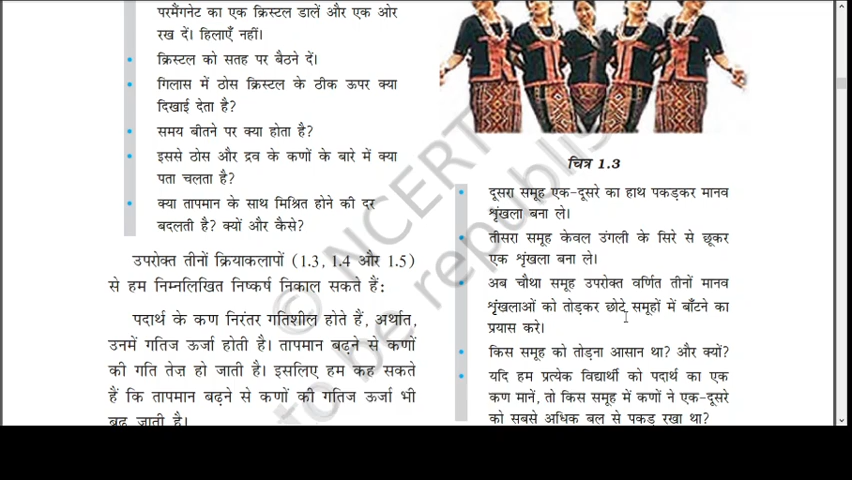 परमैंगनेट का एक क्रिस्टल डालें और एक ओर
रख दें। हिलाएँ नहीं।
• क्रिस्टल को सतह पर बैठने दें।
• गिलास में ठोस क्रिस्टल के ठीक ऊपर क्या
दिखाई देता है?
• समय बीतने पर क्या होता है?
• इससे ठोस और द्रव के कणों के बारे में क्या
पता चलता है?
• क्या तापमान के साथ मिश्रित होने की दर
बदलती है? क्यों और कैसे?
उपरोक्त तीनों क्रियाकलापों (1.3, 1.4 और 1.5)
से हम निम्नलिखित निष्कर्ष निकाल सकते हैं:
पदार्थ के कण निरंतर गतिशील होते हैं, अर्थात,
उनमें गतिज ऊर्जा होती है। तापमान बढ़ने से कणों
की गति तेज़ हो जाती है। इसलिए हम कह सकते
हैं कि तापमान बढ़ने से कणों की गतिज ऊर्जा भी
बढ़ जाती है।
चित्र 1.3
• दूसरा समूह एक-दूसरे का हाथ पकड़कर मानव
शृंखला बना ले।
• तीसरा समूह केवल उंगली के सिरे से छूकर
एक शृंखला बना ले।
• अब चौथा समूह उपरोक्त वर्णित तीनों मानव
शृंखलाओं को तोड़कर छोटे समूहों में बाँटने का
प्रयास करे।
• किस समूह को तोड़ना आसान था? और क्यों?
• यदि हम प्रत्येक विद्यार्थी को पदार्थ का एक
कण मानें, तो किस समूह में कणों ने एक-दूसरे
को सबसे अधिक बल से पकड़ रखा था?
© NCERT
to be republis